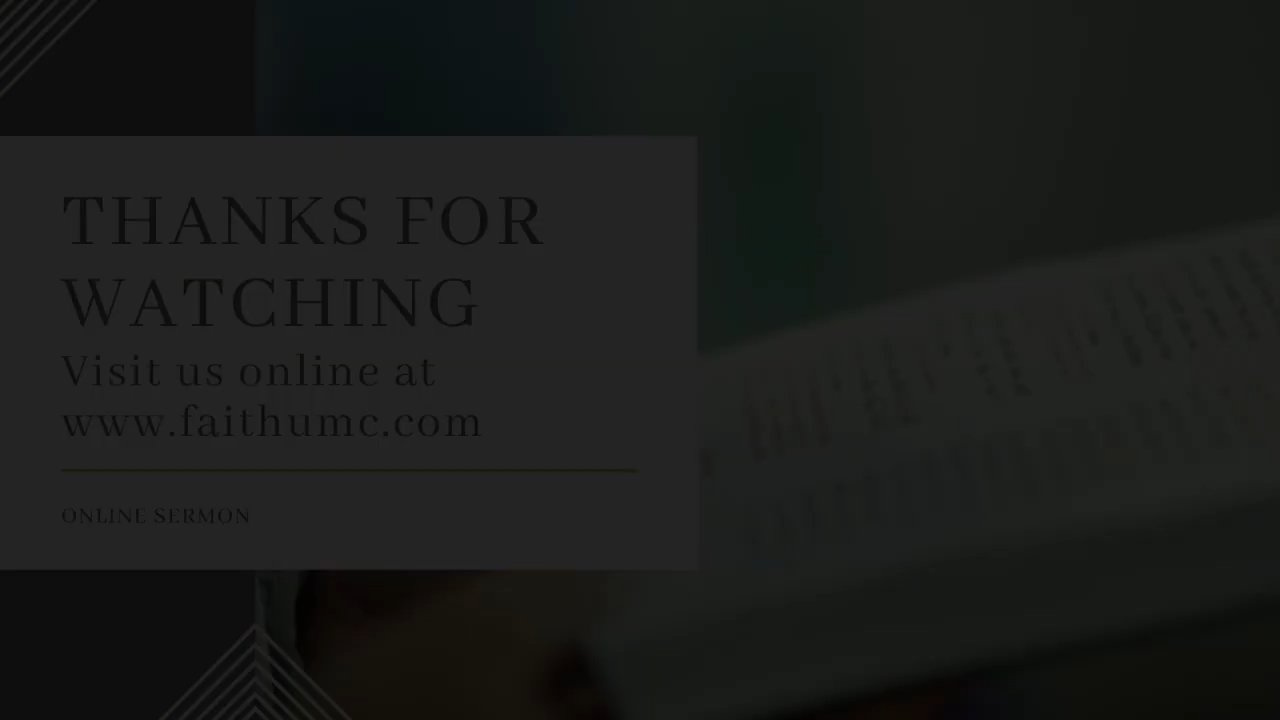 THANKS FOR
WATCHING
Visit us online at
www.faithumc.com
ONLINE SERMON